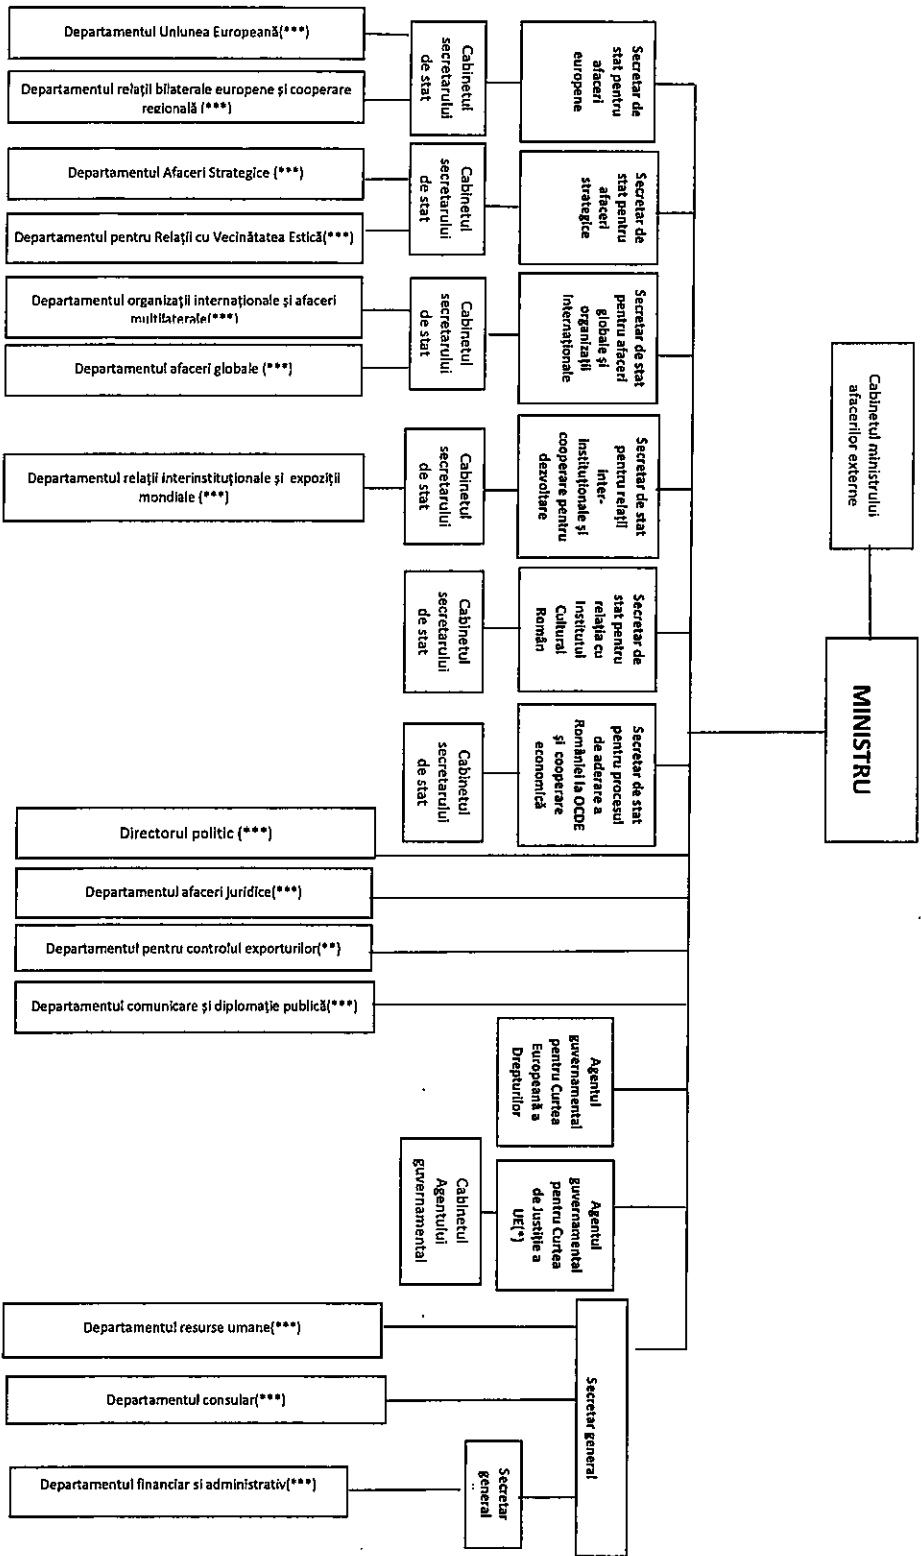 Cabinetul ministrului
afacerilor externe
MINISTRU
Secretar de
stat pentru
afaceri
europene
Secretar de
stat pentru
afaceri
strategice
Secretar de stat
pentru afaceri
globale și
organizații
Internaționale
Secretar de stat
pentru relații
inter-
instituționale și
cooperare pentru
dezvoltare
Secretar de
stat pentru
relația cu
Institutul
Cultural
Român
Secretar de stat
pentru procesul
de aderare a
României la OCDE
și cooperare
economică
Cabinetul
secretarului
de stat
Cabinetul
secretarului
de stat
Cabinetul
secretarului
de stat
Cabinetul
secretarului
de stat
Cabinetul
secretarului
de stat
Cabinetul
secretarului
de stat
Departamentul Uniunea Europeană(***)
Departamentul relații bilaterale europene și cooperare
regională (***)
Departamentul Afaceri Strategice (***)
Departamentul pentru Relații cu Vecinătatea Estică(***)
Departamentul organizații internaționale și afaceri
multilaterale(***)
Departamentul afaceri globale (***)
Departamentul relații interinstituționale și expoziții
mondiale (***)
Directorul politic (***)
Departamentul afaceri Juridice(***)
Departamentul pentru controlul exporturilor(**)
Departamentul comunicare și diplomație publică(***)
Agentul
guvernamental
pentru Curtea
Europeană a
Drepturilor
Agentul
guvernamental
pentru Curtea
de Justiție a
UE(*)
Cabinetul
Agentului
guvernamental
Secretar general
Departamentul resurse umane(***)
Departamentul consular(***)
Secretar
general
Departamentul financiar si administrativ(***)